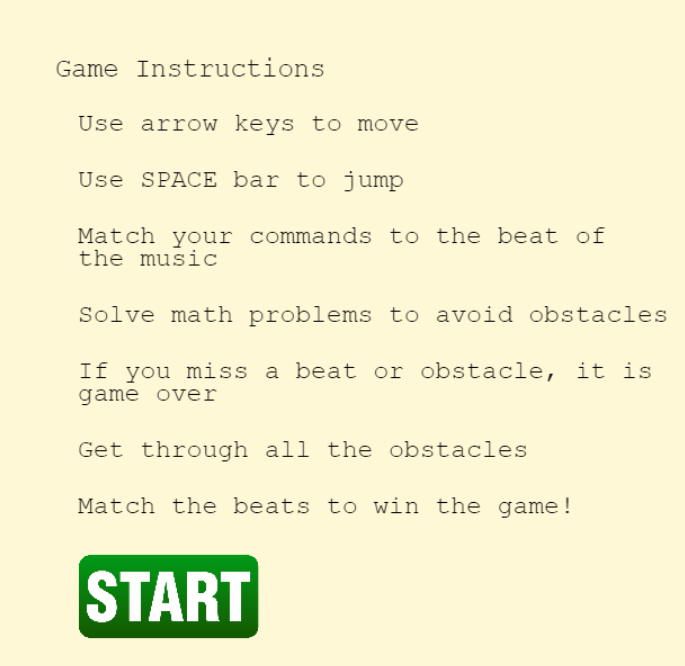 Game Instructions
Use arrow keys to move
Use SPACE bar to jump
Match your commands to the beat of
the music
Solve math problems to avoid obstacles
If you miss a beat or obstacle, it is
game over
Get through all the obstacles
Match the beats to win the game!
START